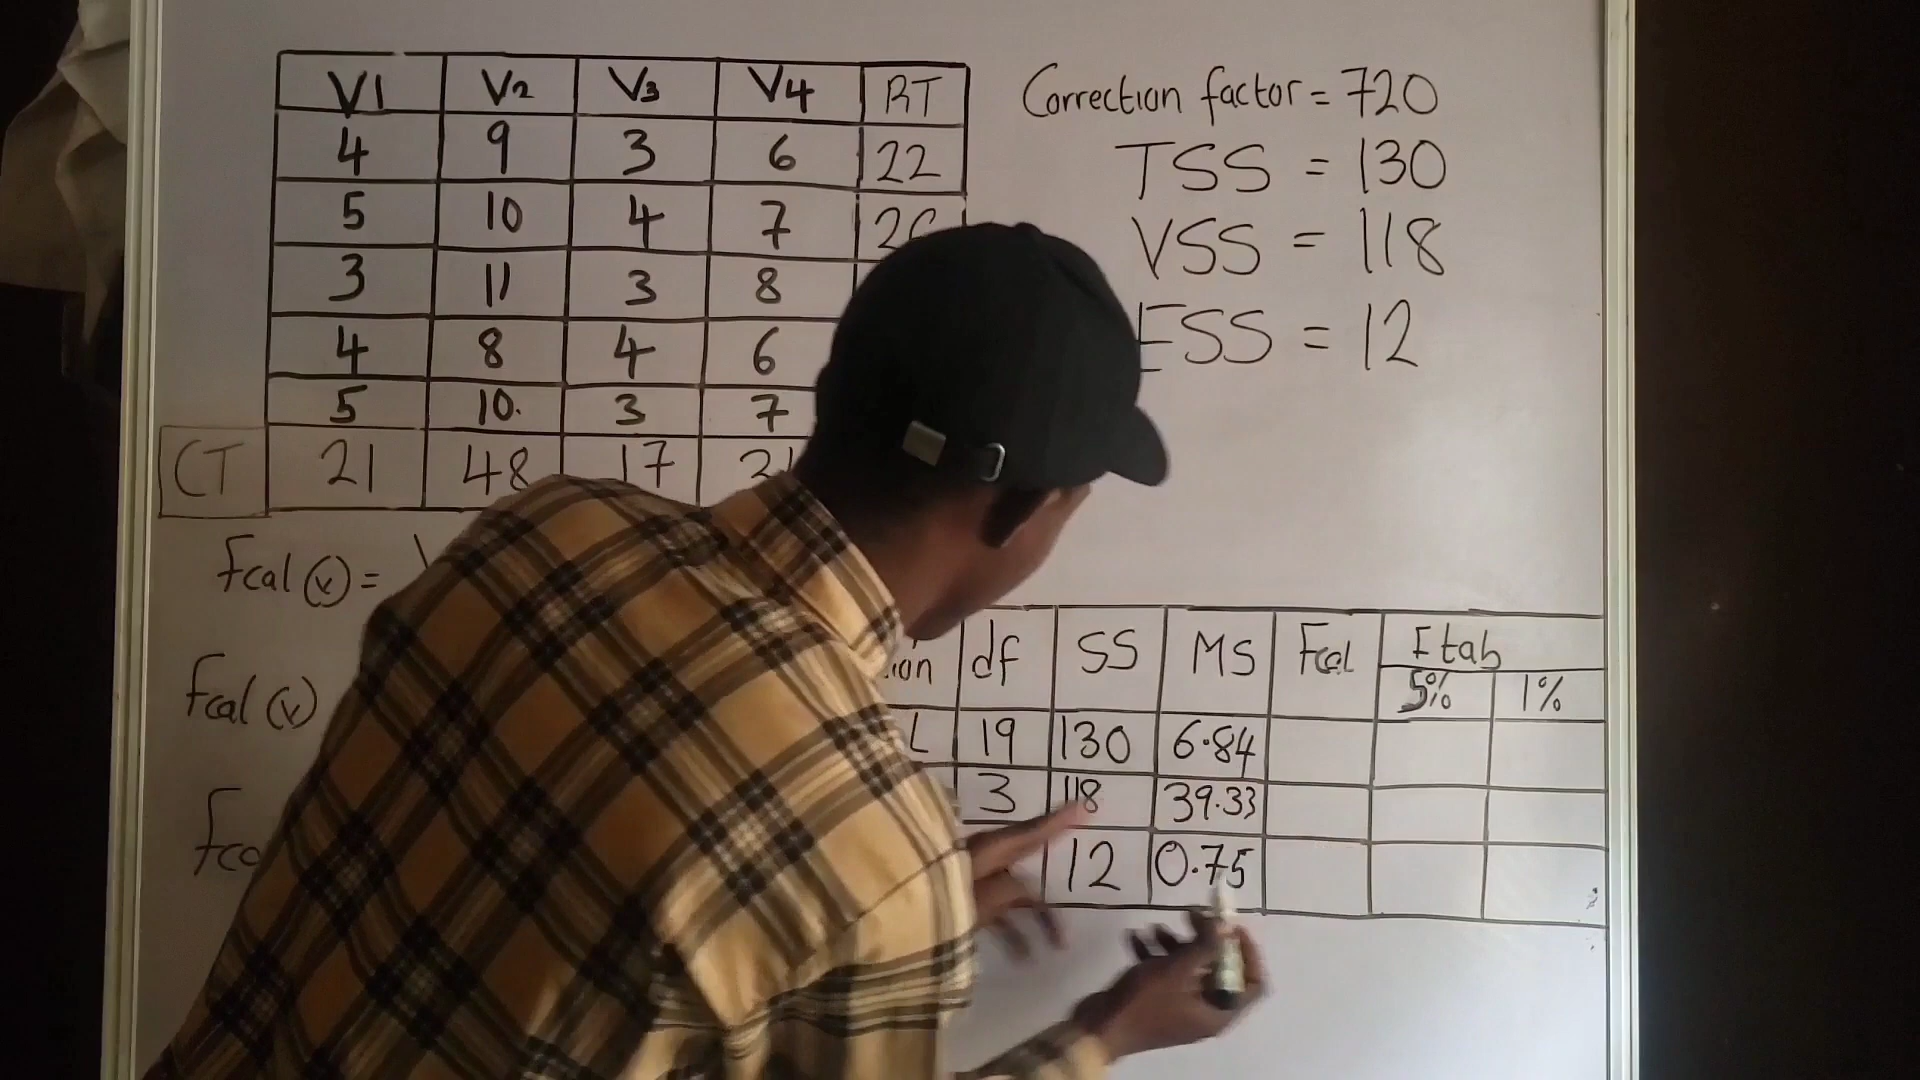 V1 V2 V3 V4 RT
4 9 3 6 22
5 10 4 7
3 11 3 8
4 8 4 6
5 10. 3 7
CT 21 48 17
Correction factor = 720
TSS = 130
VSS = 118
ESS = 12
Fcal (v) =
Fcal (v)
df SS MS Fcal F tab
5% 1%
19 130 6.84
3 118 39.33
12 0.75